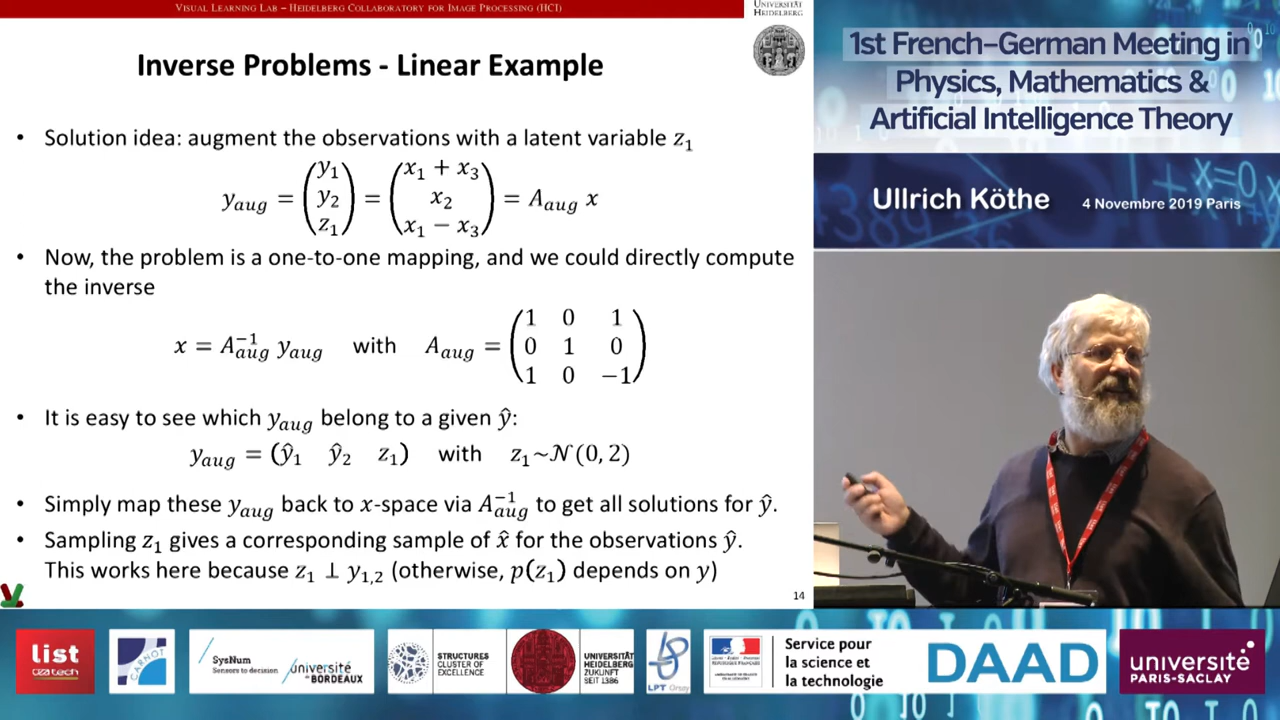 VISUAL LEARNING LAB – HEIDELBERG COLLABORATORY FOR IMAGE PROCESSING (HCI)
UNIVERSITÄT
HEIDELBERG
Inverse Problems - Linear Example
• Solution idea: augment the observations with a latent variable z₁
y_aug = (y₁ y₂ z₁) = (x₁ + x₃ x₂ x₁ − x₃) = A_aug x
• Now, the problem is a one-to-one mapping, and we could directly compute
the inverse
x = A_aug⁻¹ y_aug with A_aug = (1 0 1 0 1 0 1 0 −1)
• It is easy to see which y_aug belong to a given ŷ:
y_aug = (ŷ₁ ŷ₂ z₁) with z₁~𝒩(0, 2)
• Simply map these y_aug back to x-space via A_aug⁻¹ to get all solutions for ŷ.
• Sampling z₁ gives a corresponding sample of x̂ for the observations ŷ.
This works here because z₁ ⊥ y₁,₂ (otherwise, p(z₁) depends on y)
14
1st French–German Meeting in
Physics, Mathematics &
Artificial Intelligence Theory
Ullrich Köthe 4 Novembre 2019 Paris
list
ceatech
CARNOT
SysNum
Sensors to decision
université
de BORDEAUX
STRUCTURES
CLUSTER OF
EXCELLENCE
UNIVERSITÄT
HEIDELBERG
ZUKUNFT
SEIT 1386
LPT Orsay
Service pour
la science et
la technologie
DAAD
université
PARIS-SACLAY